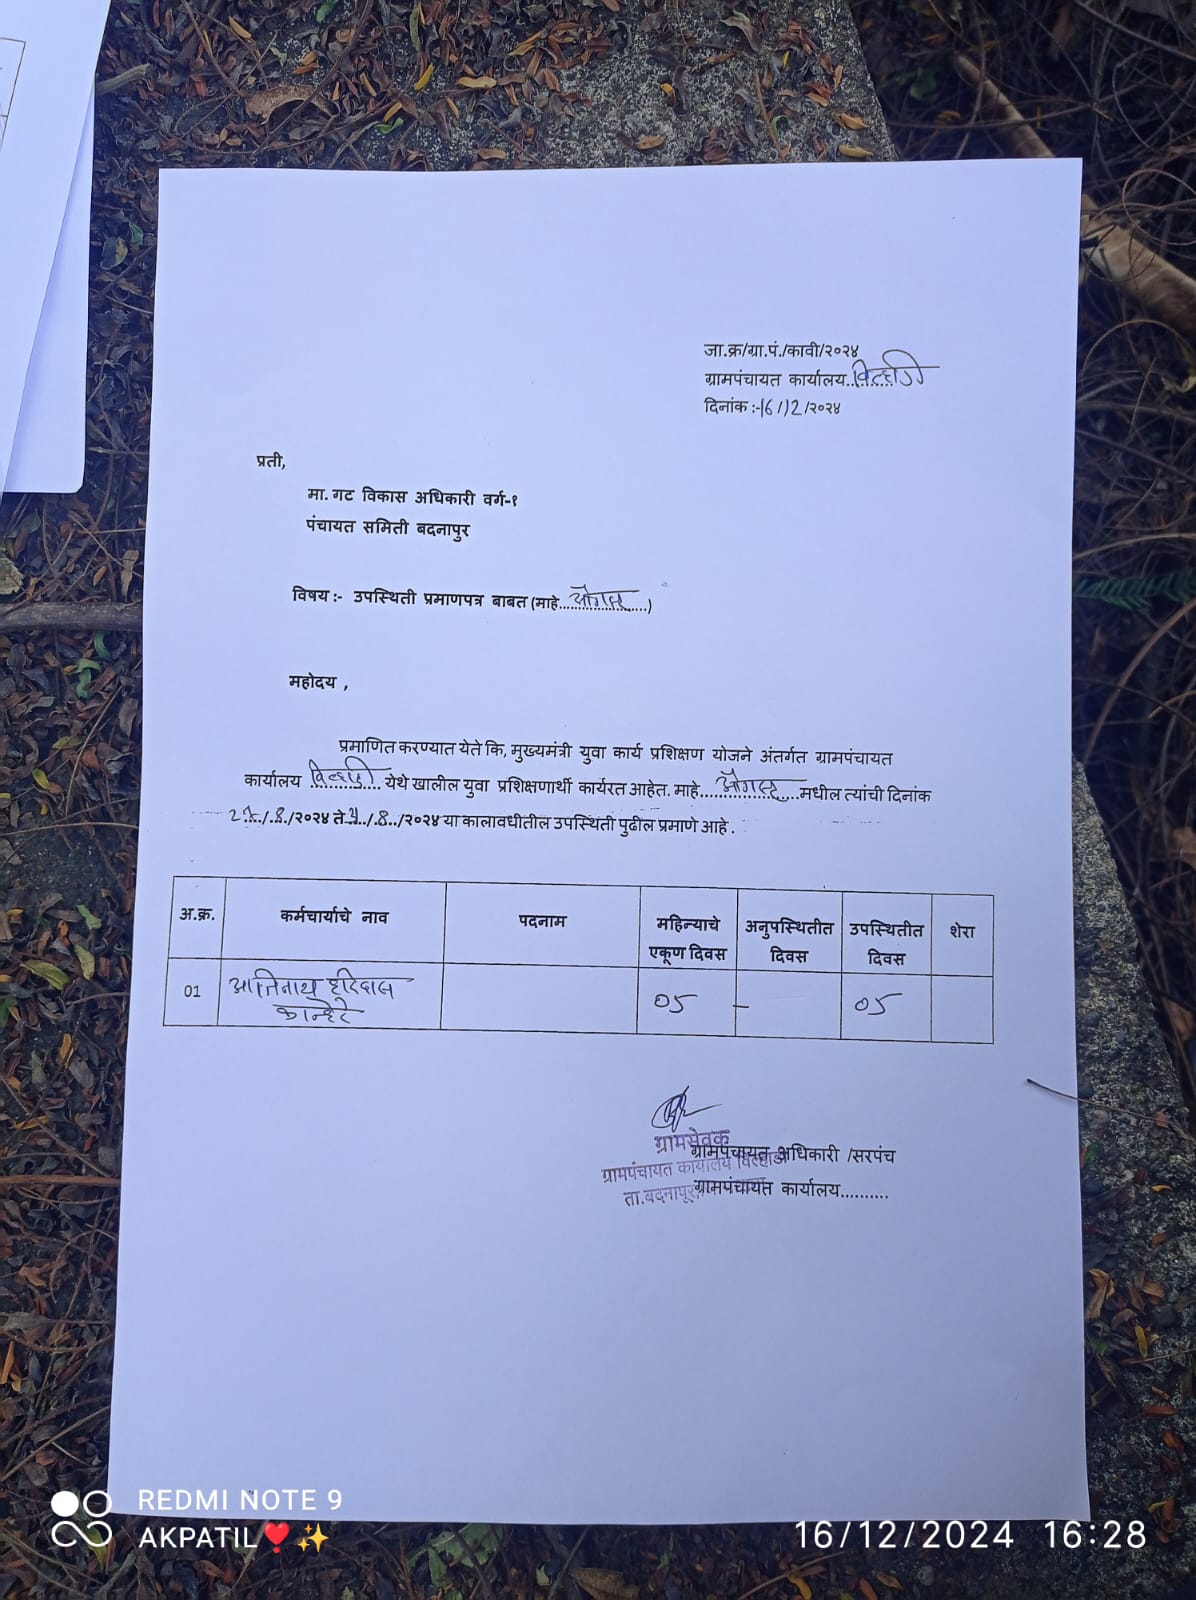 जा.क्र/ग्रा.पं./कावी/२०२४
ग्रामपंचायत कार्यालय..विल्हाडी
दिनांक :-16/12/२०२४
प्रती,
मा. गट विकास अधिकारी वर्ग-१
पंचायत समिती बदनापुर
विषय :- उपस्थिती प्रमाणपत्र बाबत (माहे...ऑगस्ट...)
महोदय ,
प्रमाणित करण्यात येते कि, मुख्यमंत्री युवा कार्य प्रशिक्षण योजने अंतर्गत ग्रामपंचायत
कार्यालय विल्हाडी येथे खालील युवा प्रशिक्षणार्थी कार्यरत आहेत. माहे...ऑगस्ट...मधील त्यांची दिनांक
/.8./२०२४ ते /.8../२०२४ या कालावधीतील उपस्थिती पुढील प्रमाणे आहे .
अ.क्र. कर्मचार्याचे नाव पदनाम महिन्याचे एकूण दिवस अनुपस्थितीत दिवस उपस्थितीत दिवस शेरा
01 हरिदास कान्हेरे 05 - 05
ग्रामसेवक
ग्रामपंचायत अधिकारी /सरपंच
ग्रामपंचायत कार्यालय विल्हाडी
ता.बदनापूर
ग्रामपंचायत कार्यालय..........
REDMI NOTE 9
AKPATIL❤️✨
16/12/2024 16:28